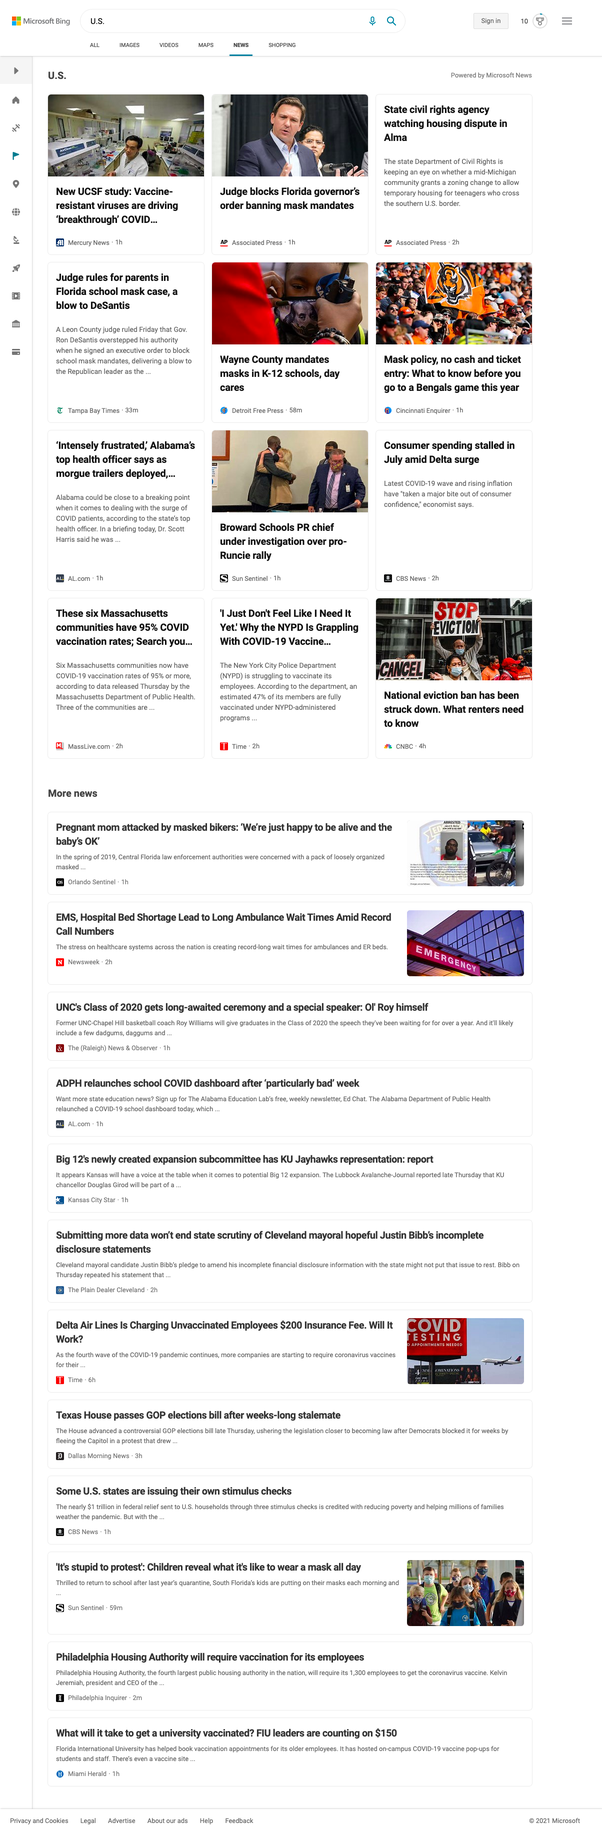 Microsoft Bing
U.S.
Sign in
10
ALL IMAGES VIDEOS MAPS NEWS SHOPPING
U.S.
Powered by Microsoft News
New UCSF study: Vaccine-
resistant viruses are driving
‘breakthrough’ COVID...
Mercury News · 1h
Judge blocks Florida governor’s
order banning mask mandates
AP Associated Press · 1h
State civil rights agency
watching housing dispute in
Alma
The state Department of Civil Rights is
keeping an eye on whether a mid-Michigan
community grants a zoning change to allow
temporary housing for teenagers who cross
the southern U.S. border.
AP Associated Press · 2h
Judge rules for parents in
Florida school mask case, a
blow to DeSantis
A Leon County judge ruled Friday that Gov.
Ron DeSantis overstepped his authority
when he signed an executive order to block
school mask mandates, delivering a blow to
the Republican leader as the ...
Tampa Bay Times · 33m
Wayne County mandates
masks in K-12 schools, day
cares
Detroit Free Press · 58m
Mask policy, no cash and ticket
entry: What to know before you
go to a Bengals game this year
Cincinnati Enquirer · 1h
‘Intensely frustrated,’ Alabama’s
top health officer says as
morgue trailers deployed,...
Alabama could be close to a breaking point
when it comes to dealing with the surge of
COVID patients, according to the state’s top
health officer. In a briefing today, Dr. Scott
Harris said he was ...
AL.com · 1h
Broward Schools PR chief
under investigation over pro-
Runcie rally
Sun Sentinel · 1h
Consumer spending stalled in
July amid Delta surge
Latest COVID-19 wave and rising inflation
have "taken a major bite out of consumer
confidence," economist says.
CBS News · 2h
These six Massachusetts
communities have 95% COVID
vaccination rates; Search you...
Six Massachusetts communities now have
COVID-19 vaccination rates of 95% or more,
according to data released Thursday by the
Massachusetts Department of Public Health.
Three of the communities are ...
MassLive.com · 2h
'I Just Don't Feel Like I Need It
Yet.' Why the NYPD Is Grappling
With COVID-19 Vaccine...
The New York City Police Department
(NYPD) is struggling to vaccinate its
employees. According to the department, an
estimated 47% of its members are fully
vaccinated under NYPD-administered
programs ...
Time · 2h
STOP
EVICTION
CANCEL
National eviction ban has been
struck down. What renters need
to know
CNBC · 4h
More news
Pregnant mom attacked by masked bikers: ‘We’re just happy to be alive and the
baby’s OK’
In the spring of 2019, Central Florida law enforcement authorities were concerned with a pack of loosely organized
masked ...
Orlando Sentinel · 1h
EMS, Hospital Bed Shortage Lead to Long Ambulance Wait Times Amid Record
Call Numbers
The stress on healthcare systems across the nation is creating record-long wait times for ambulances and ER beds.
Newsweek · 2h
EMERGENCY
UNC’s Class of 2020 gets long-awaited ceremony and a special speaker: Ol’ Roy himself
Former UNC-Chapel Hill basketball coach Roy Williams will give graduates in the Class of 2020 the speech they’ve been waiting for for over a year. And it’ll likely
include a few dadgums, daggums and ...
The (Raleigh) News & Observer · 1h
ADPH relaunches school COVID dashboard after ‘particularly bad’ week
Want more state education news? Sign up for The Alabama Education Lab’s free, weekly newsletter, Ed Chat. The Alabama Department of Public Health
relaunched a COVID-19 school dashboard today, which ...
AL.com · 1h
Big 12’s newly created expansion subcommittee has KU Jayhawks representation: report
It appears Kansas will have a voice at the table when it comes to potential Big 12 expansion. The Lubbock Avalanche-Journal reported late Thursday that KU
chancellor Douglas Girod will be part of a ...
Kansas City Star · 1h
Submitting more data won’t end state scrutiny of Cleveland mayoral hopeful Justin Bibb’s incomplete
disclosure statements
Cleveland mayoral candidate Justin Bibb’s pledge to amend his incomplete financial disclosure information with the state might not put that issue to rest. Bibb on
Thursday repeated his statement that ...
The Plain Dealer Cleveland · 2h
Delta Air Lines Is Charging Unvaccinated Employees $200 Insurance Fee. Will It
Work?
As the fourth wave of the COVID-19 pandemic continues, more companies are starting to require coronavirus vaccines
for their ...
Time · 6h
COVID
TESTING
APPOINTMENTS NEEDED
Texas House passes GOP elections bill after weeks-long stalemate
The House advanced a controversial GOP elections bill late Thursday, ushering the legislation closer to becoming law after Democrats blocked it for weeks by
fleeing the Capitol in a protest that drew ...
Dallas Morning News · 3h
Some U.S. states are issuing their own stimulus checks
The nearly $1 trillion in federal relief sent to U.S. households through three stimulus checks is credited with reducing poverty and helping millions of families
weather the pandemic. But with the ...
CBS News · 1h
'It's stupid to protest': Children reveal what it's like to wear a mask all day
Thrilled to return to school after last year’s quarantine, South Florida’s kids are putting on their masks each morning and
...
Sun Sentinel · 59m
Philadelphia Housing Authority will require vaccination for its employees
Philadelphia Housing Authority, the fourth largest public housing authority in the nation, will require its 1,300 employees to get the coronavirus vaccine. Kelvin
Jeremiah, president and CEO of the ...
Philadelphia Inquirer · 2m
What will it take to get a university vaccinated? FIU leaders are counting on $150
Florida International University has helped book vaccination appointments for its older employees. It has hosted on-campus COVID-19 vaccine pop-ups for
students and staff. There’s even a vaccine site ...
Miami Herald · 1h
Privacy and Cookies Legal Advertise About our ads Help Feedback
© 2021 Microsoft